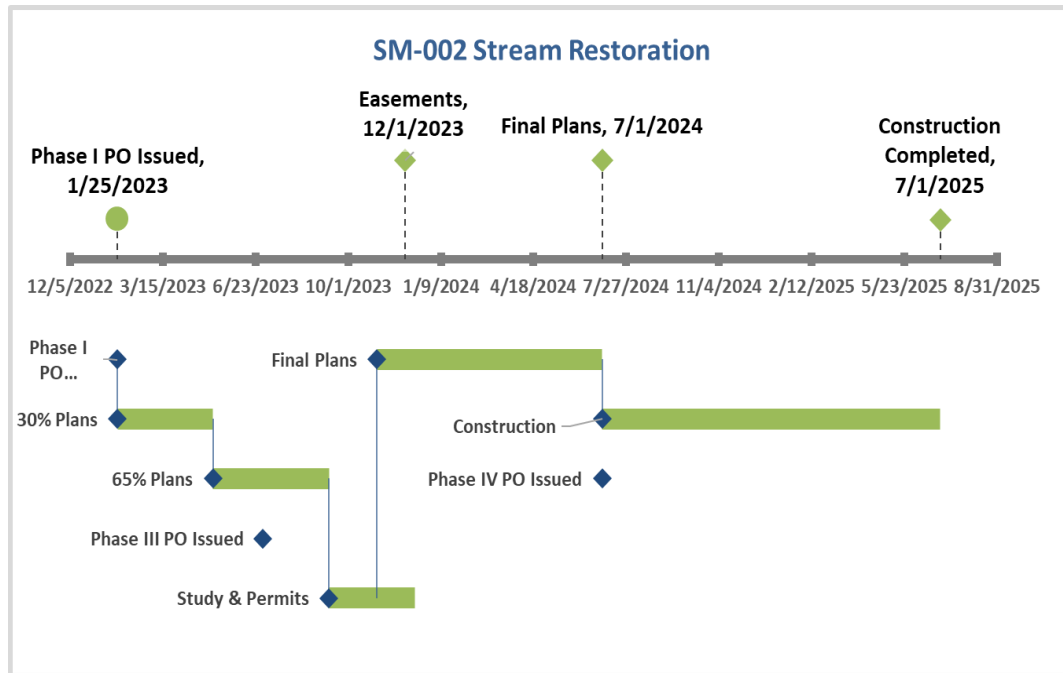 SM-002 Stream Restoration
Easements,
12/1/2023
Final Plans, 7/1/2024
Construction
Completed,
7/1/2025
Phase I PO Issued,
1/25/2023
12/5/2022 3/15/2023 6/23/2023 10/1/2023 1/9/2024 4/18/2024 7/27/2024 11/4/2024 2/12/2025 5/23/2025 8/31/2025
Phase I
PO...
Final Plans
30% Plans
Construction
65% Plans
Phase IV PO Issued
Phase III PO Issued
Study & Permits